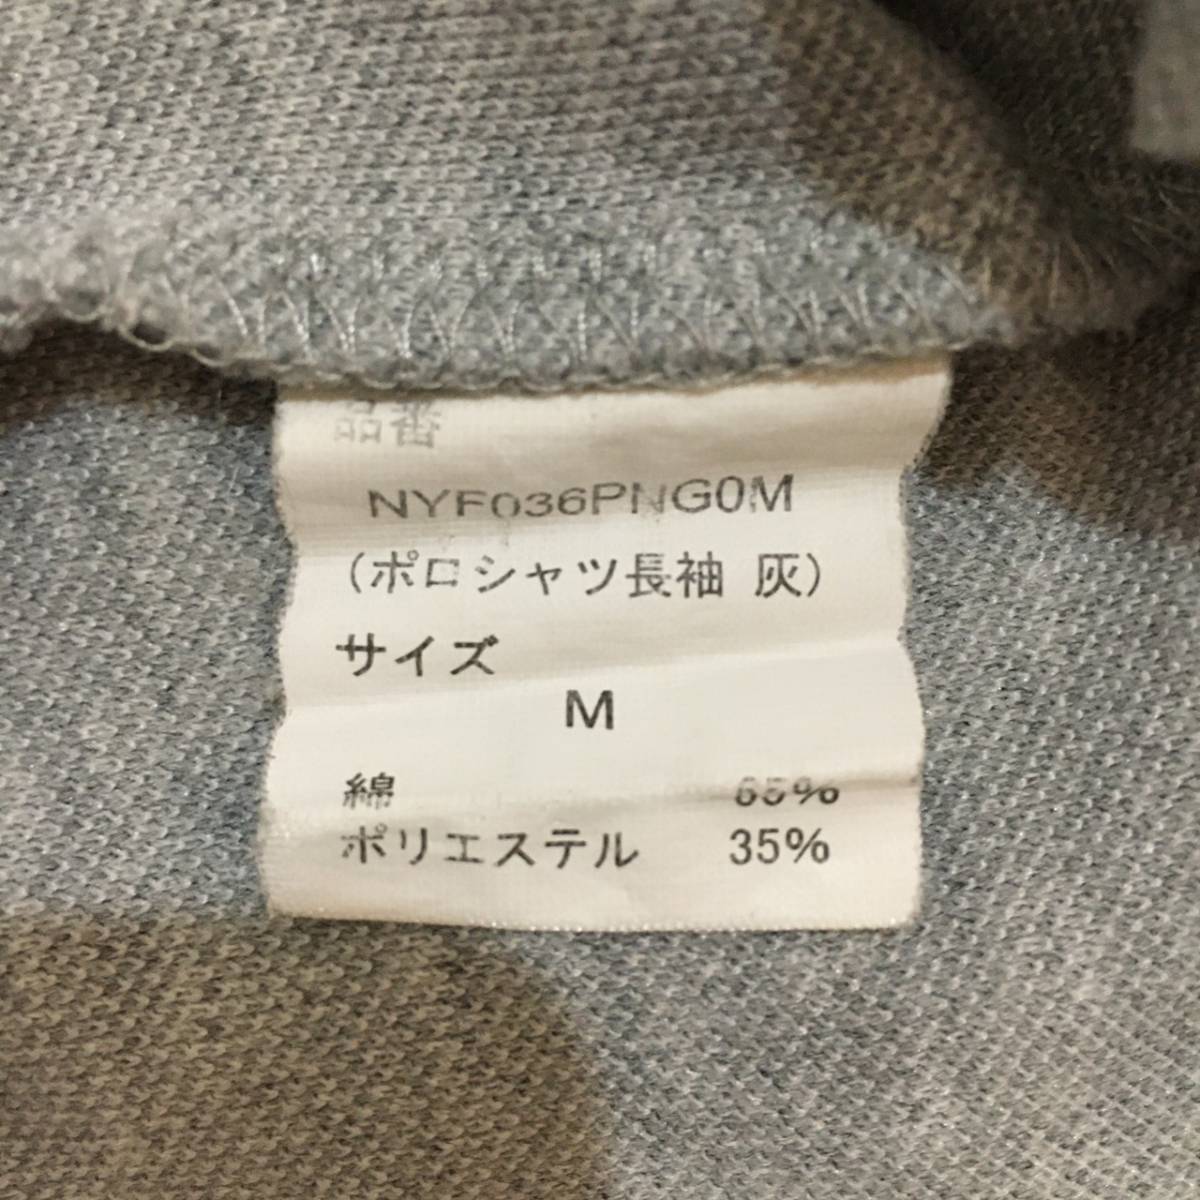 品番
NYF036PNG0M
（ポロシャツ長袖 灰）
サイズ
M
綿 65%
ポリエステル 35%